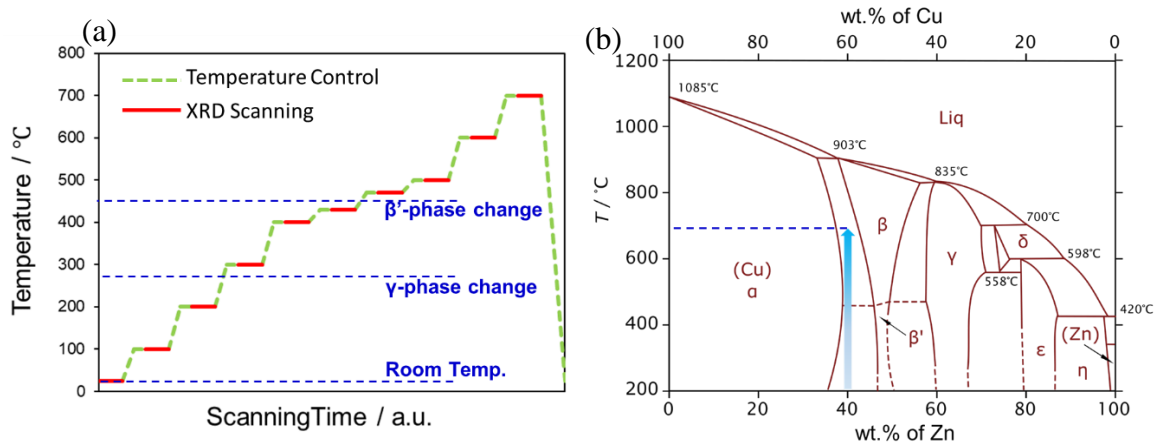 (a)
Temperature / °C
800
700
600
500
400
300
200
100
0
Temperature Control
XRD Scanning
β'-phase change
γ-phase change
Room Temp.
ScanningTime / a.u.
(b)
wt.% of Cu
100 80 60 40 20 0
T / °C
1200
1000
800
600
400
200
1085°C
Liq
903°C
835°C
700°C
598°C
558°C
420°C
β
γ
δ
(Cu)
α
β'
ε
(Zn)
η
0 20 40 60 80 100
wt.% of Zn